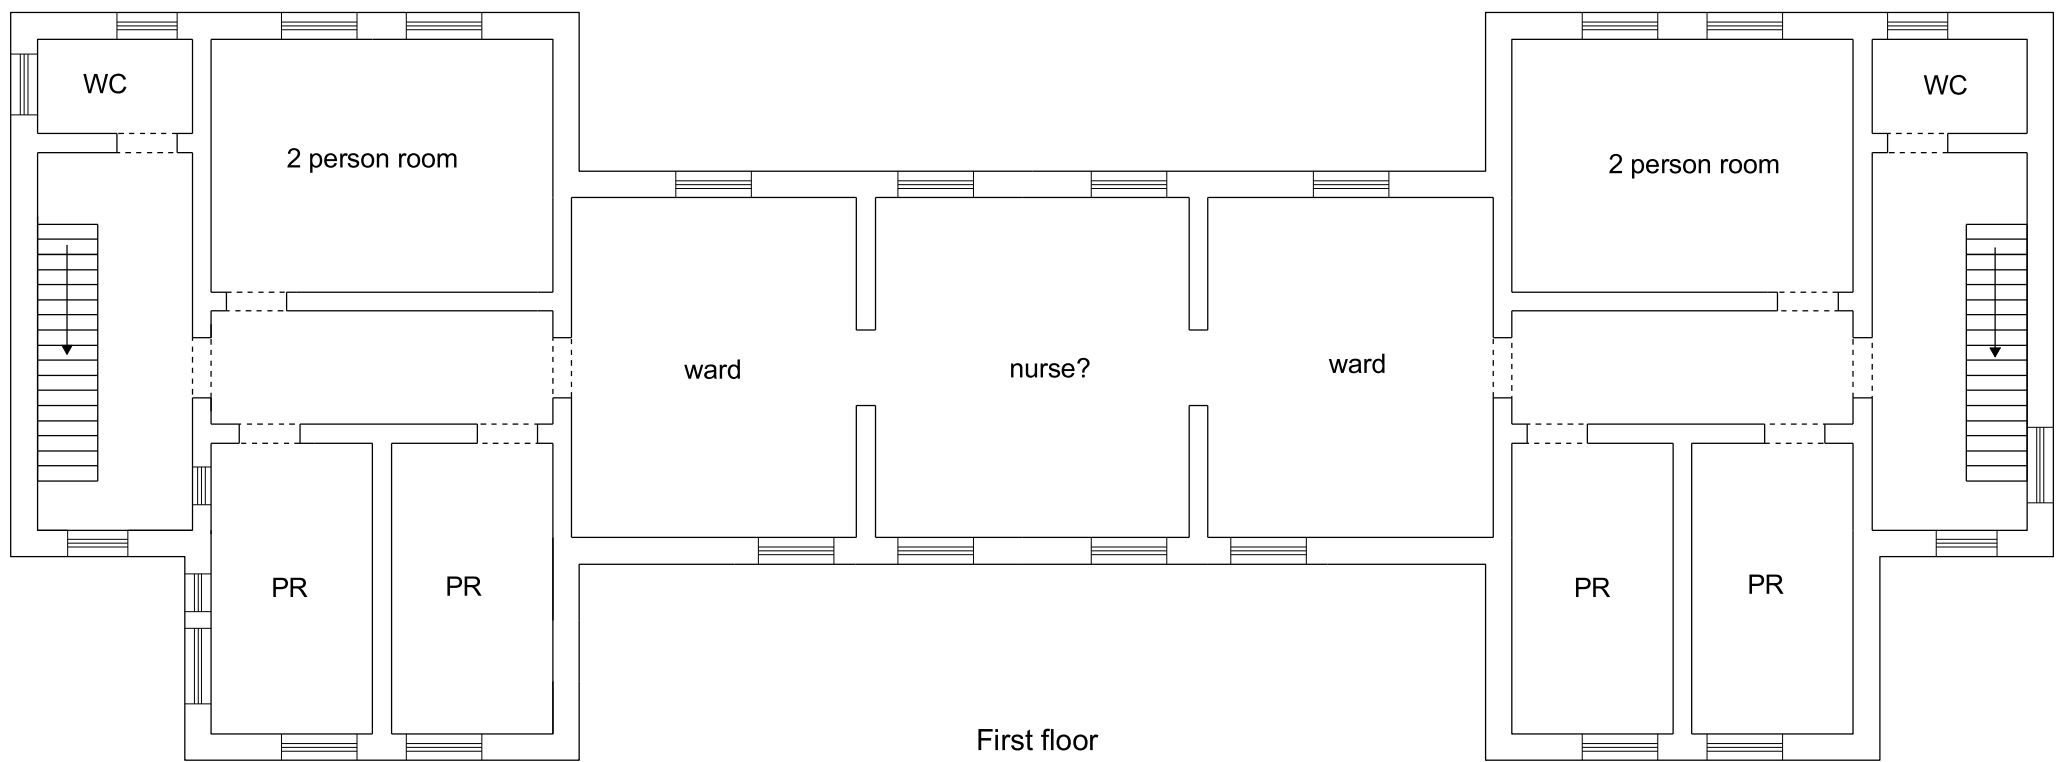 WC
WC
2 person room
2 person room
ward
nurse?
ward
PR
PR
PR
PR
First floor